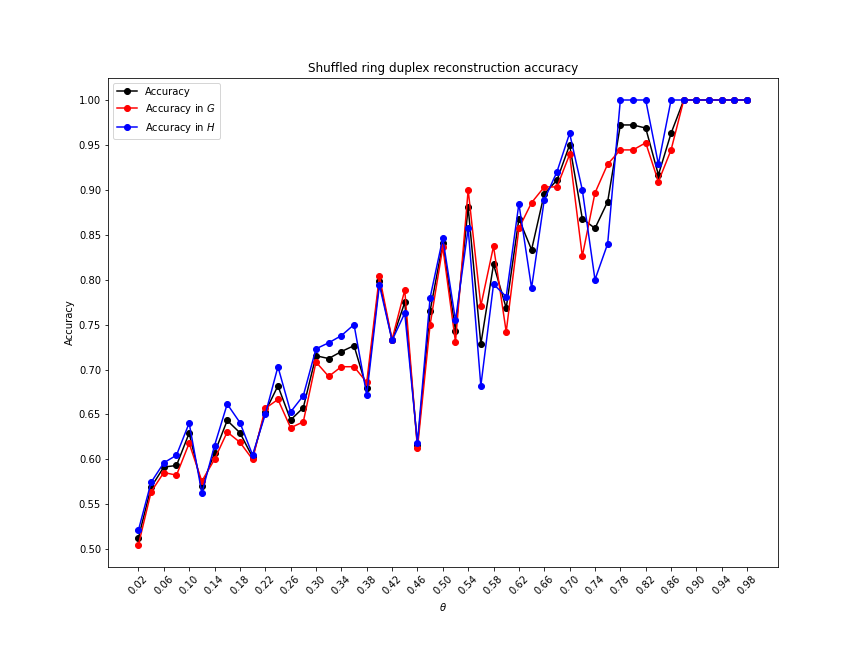 Shuffled ring duplex reconstruction accuracy
Accuracy
Accuracy in G
Accuracy in H
1.00
0.95
0.90
0.85
0.80
0.75
0.70
0.65
0.60
0.55
0.50
Accuracy
0.02 0.06 0.10 0.14 0.18 0.22 0.26 0.30 0.34 0.38 0.42 0.46 0.50 0.54 0.58 0.62 0.66 0.70 0.74 0.78 0.82 0.86 0.90 0.94 0.98
θ